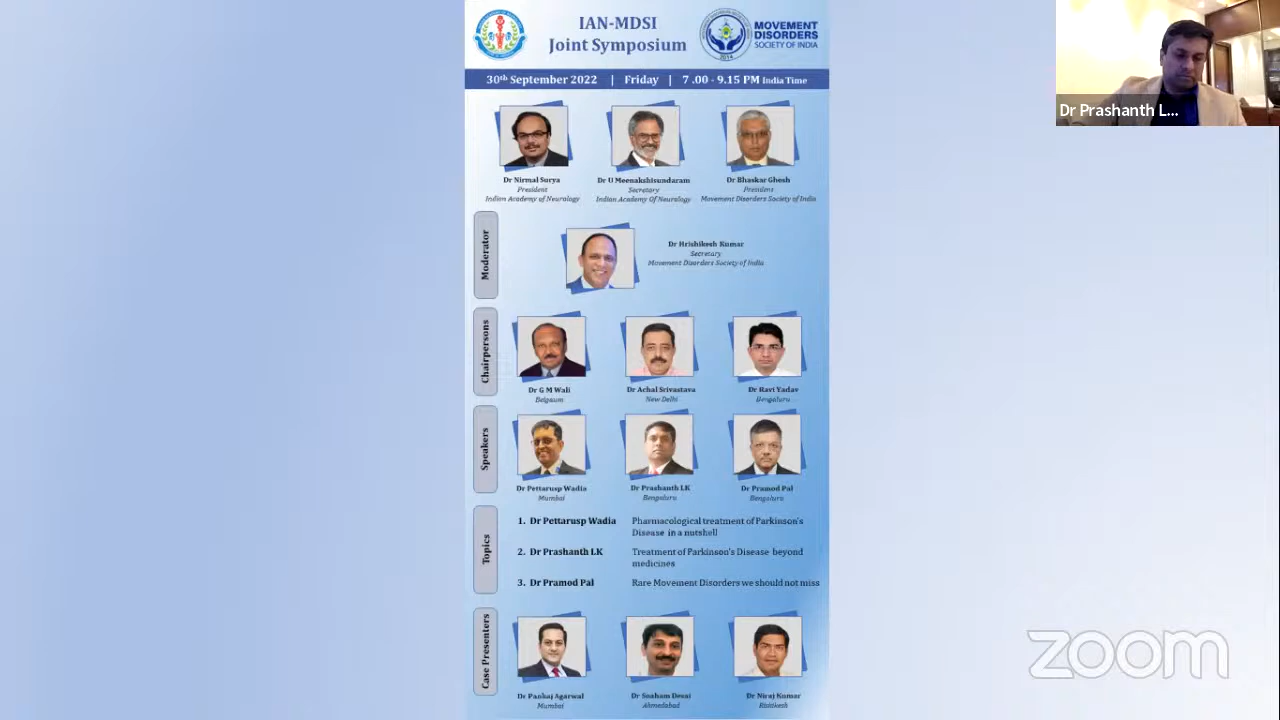 IAN-MDSI
Joint Symposium
MOVEMENT
DISORDERS
SOCIETY OF INDIA
2014
30th September 2022 | Friday | 7 .00 - 9.15 PM India Time
Dr Prashanth L...
Dr Nirmal Surya
President
Indian Academy of Neurology
Dr U Meenakshisundaram
Secretary
Indian Academy Of Neurology
Dr Bhaskar Ghosh
President
Movement Disorders Society of India
Moderator
Dr Hrishikesh Kumar
Secretary
Movement Disorders Society of India
Chairpersons
Dr G M Wali
Belgaum
Dr Achal Srivastava
New Delhi
Dr Ravi Yadav
Bengaluru
Speakers
Dr Pettarusp Wadia
Mumbai
Dr Prashanth LK
Bengaluru
Dr Pramod Pal
Bengaluru
Topics
1. Dr Pettarusp Wadia Pharmacological treatment of Parkinson's
Disease in a nutshell
2. Dr Prashanth LK Treatment of Parkinson's Disease beyond
medicines
3. Dr Pramod Pal Rare Movement Disorders we should not miss
Case Presenters
Dr Pankaj Agarwal
Mumbai
Dr Soaham Desai
Ahmedabad
Dr Niraj Kumar
Rishikesh
zoom